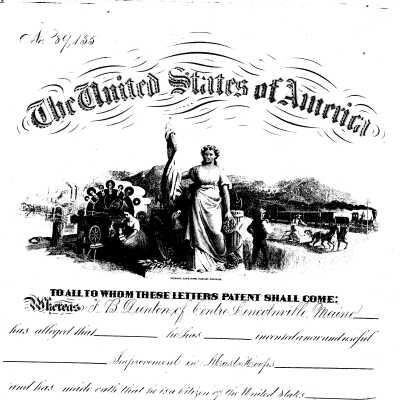 No. 89,135
The United States of America
TO ALL TO WHOM THESE LETTERS PATENT SHALL COME:
Whereas F. B. Dunton, of Centre Lincolnville, Maine
has alleged that he has invented a new and useful
Improvement in Mast-Hoops
and has made oath that he is a Citizen of the United States